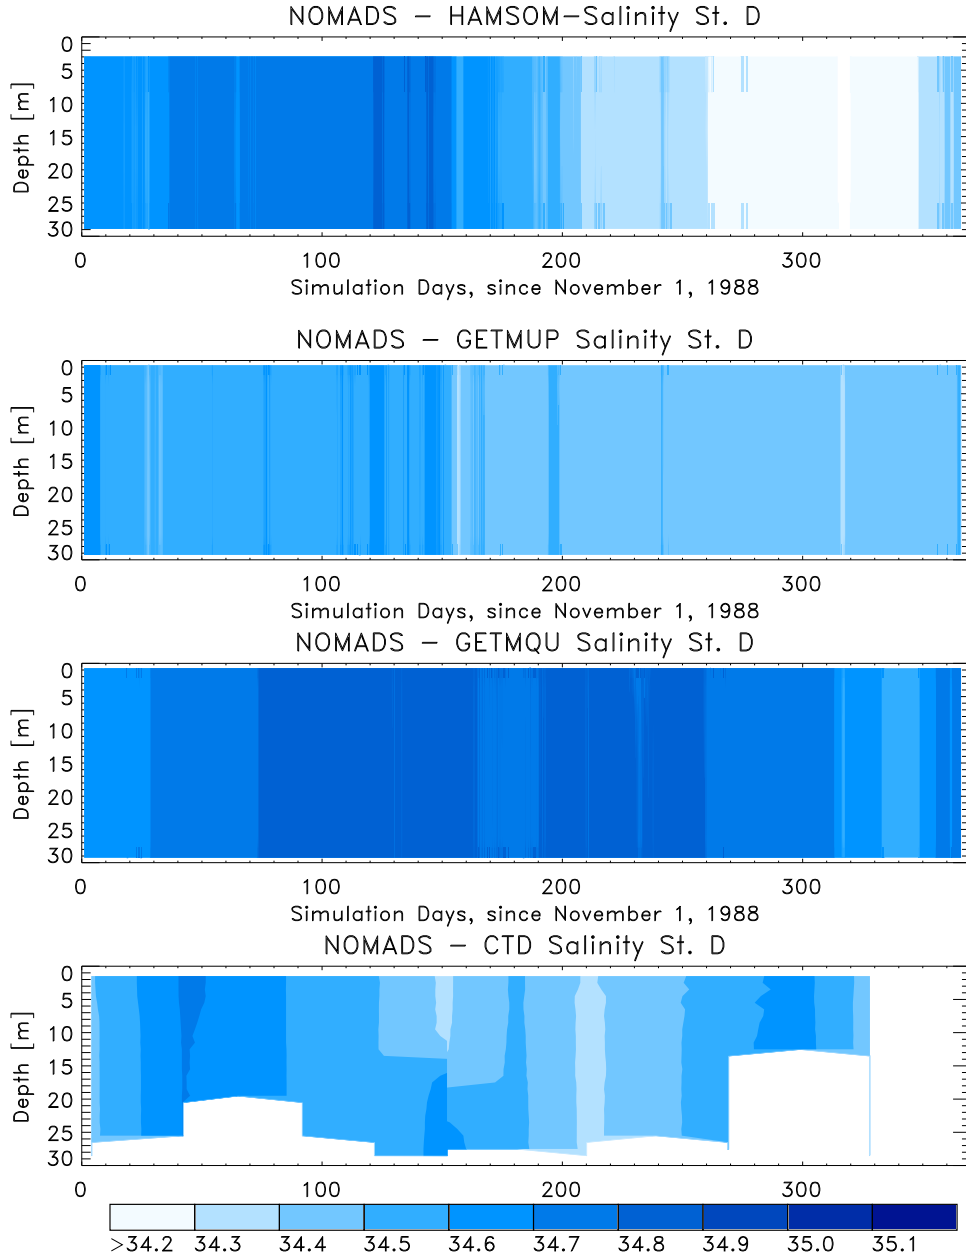 NOMADS – HAMSOM–Salinity St. D
0
5
10
15
20
25
30
Depth [m]
0 100 200 300
Simulation Days, since November 1, 1988
NOMADS – GETMUP Salinity St. D
0
5
10
15
20
25
30
Depth [m]
0 100 200 300
Simulation Days, since November 1, 1988
NOMADS – GETMQU Salinity St. D
0
5
10
15
20
25
30
Depth [m]
0 100 200 300
Simulation Days, since November 1, 1988
NOMADS – CTD Salinity St. D
0
5
10
15
20
25
30
Depth [m]
0 100 200 300
>34.2 34.3 34.4 34.5 34.6 34.7 34.8 34.9 35.0 35.1